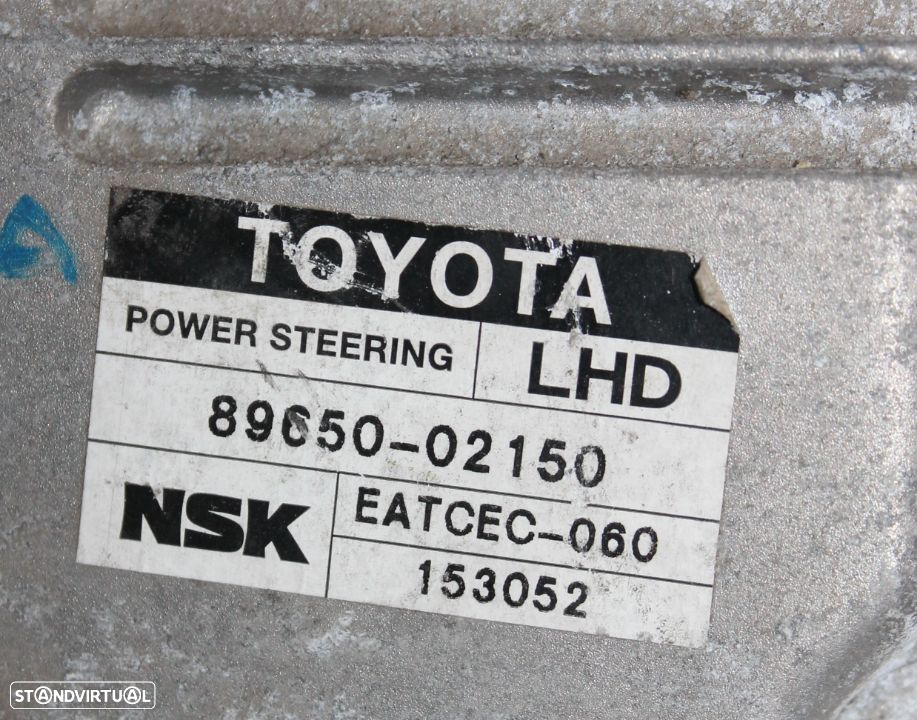 A
TOYOTA
POWER STEERING
LHD
89650-02150
NSK
EATCEC-060
153052
STANDVIRTUAL